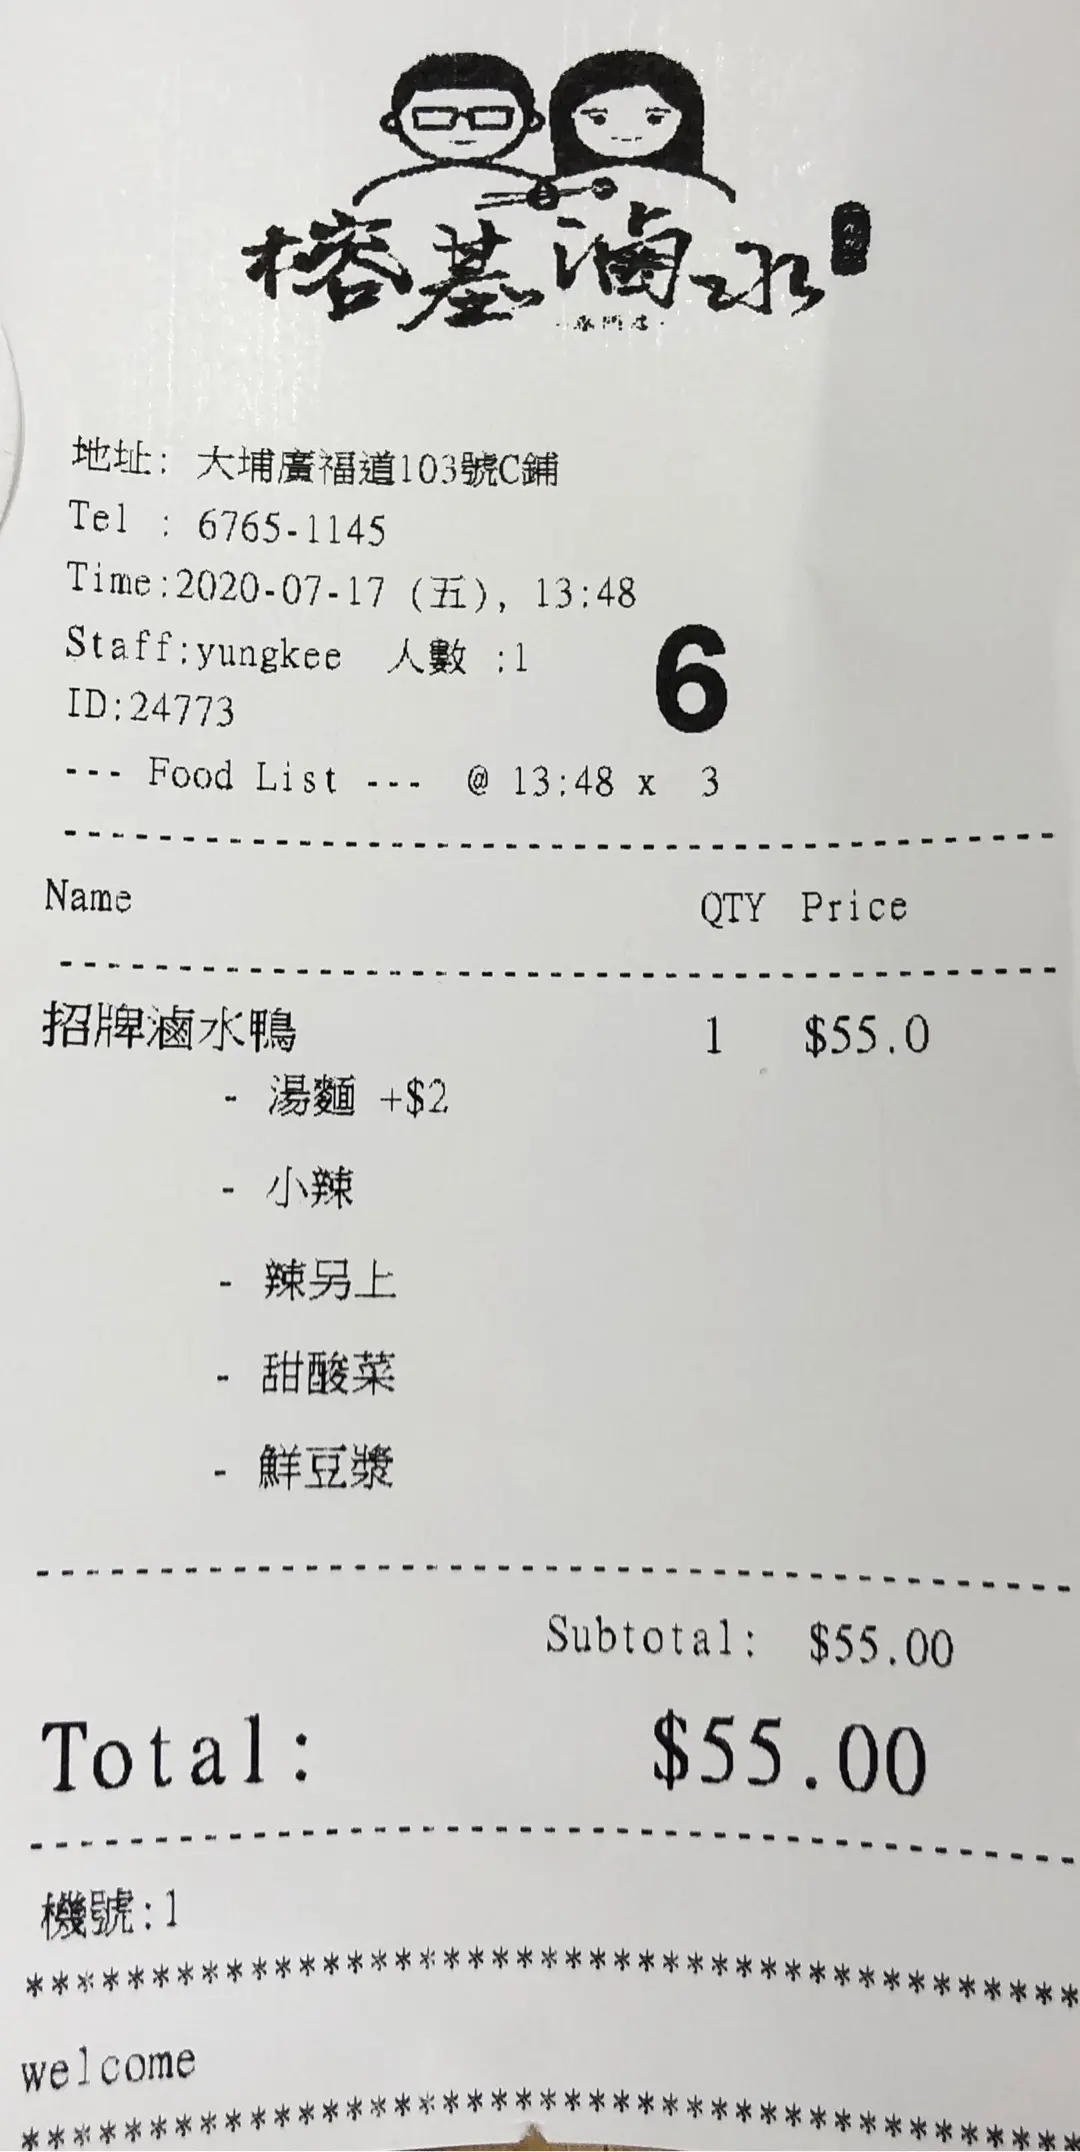 榕基滷水
專門店
地址: 大埔廣福道103號C鋪
Tel : 6765-1145
Time:2020-07-17 (五), 13:48
Staff:yungkee 人數 :1
6
ID:24773
--- Food List --- @ 13:48 x 3
Name QTY Price
招牌滷水鴨 1 $55.0
- 湯麵 +$2
- 小辣
- 辣另上
- 甜酸菜
- 鮮豆漿
Subtotal: $55.00
Total: $55.00
機號:1
****************************************
welcome
****************************************